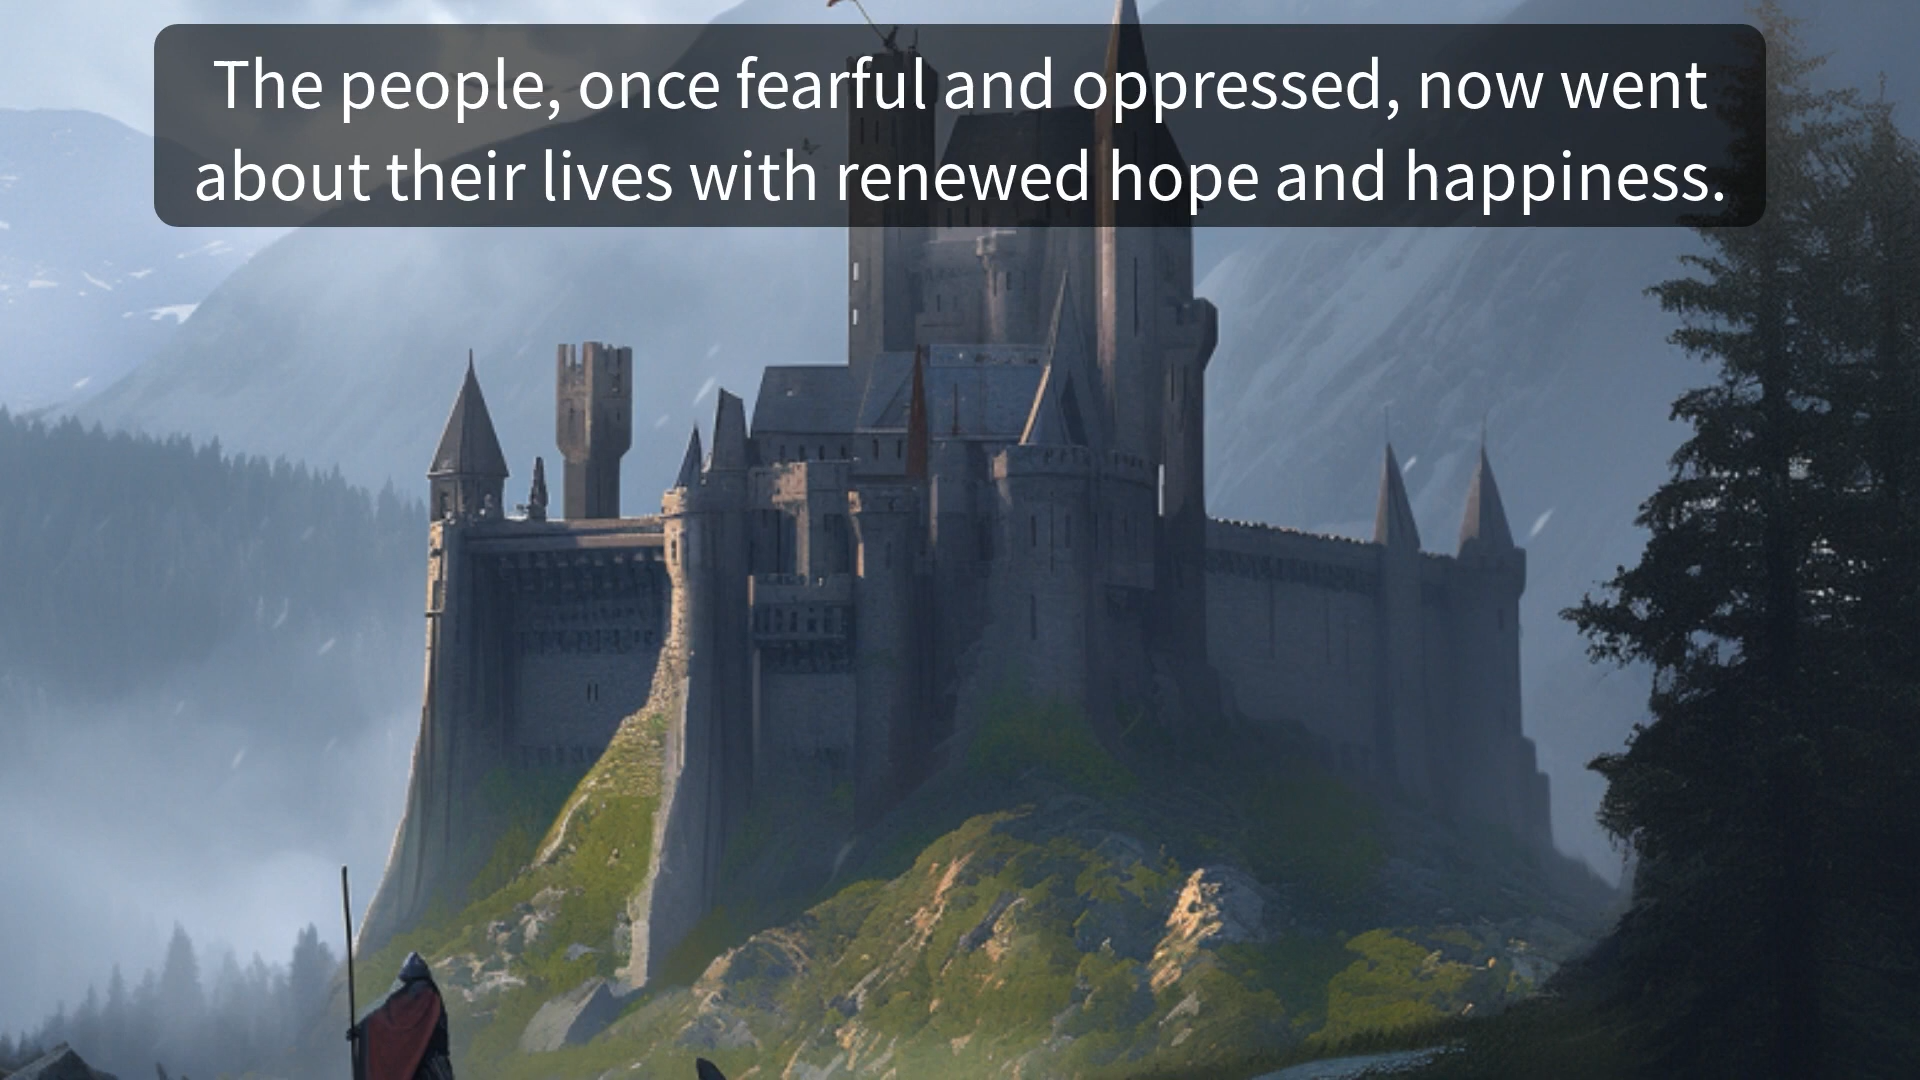 The people, once fearful and oppressed, now went
about their lives with renewed hope and happiness.